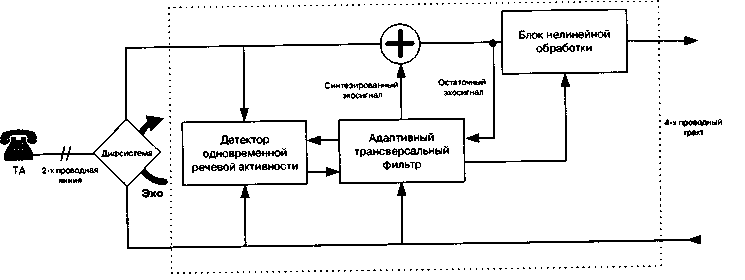 Блок нелинейной
обработки
Синтезированный
эхосигнал
Остаточный
эхосигнал
4-х проводный
тракт
Детектор
одновременной
речевой активности
Адаптивный
трансверсальный
фильтр
Дифсистема
ТА
2-х проводная
линия
Эхо